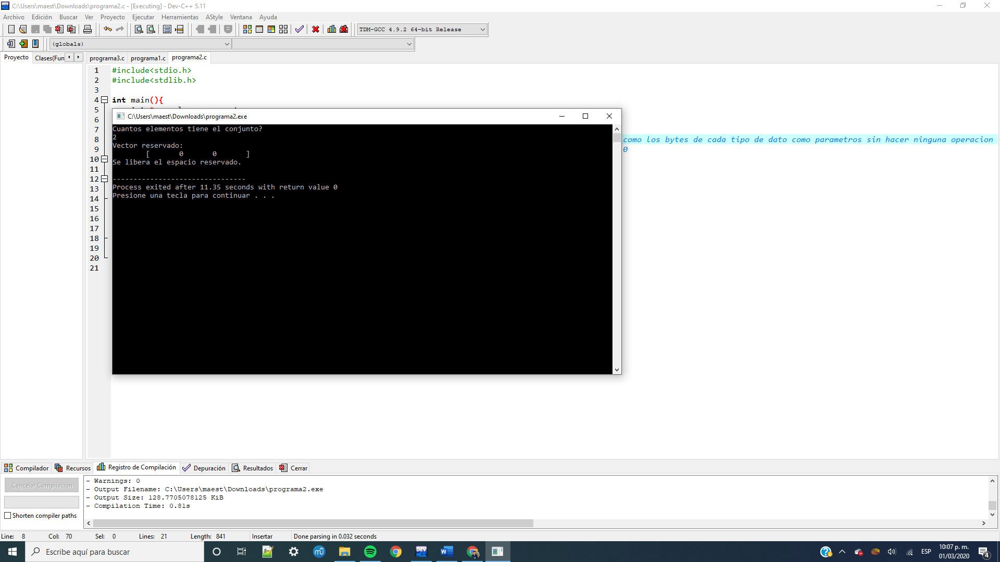 C:\Users\maest\Downloads\programa2.c - [Executing] - Dev-C++ 5.11
Archivo Edición Buscar Ver Proyecto Ejecutar Herramientas AStyle Ventana Ayuda
TDM-GCC 4.9.2 64-bit Release
(globals)
Proyecto Clases(Fun programa3.c programa1.c programa2.c
1 #include<stdio.h>
2 #include<stdlib.h>
3
4 int main(){
5
6
7
8 como los bytes de cada tipo de dato como parametros sin hacer ninguna operacion
9 0
10
11
12
13
14
15
16
17
18
19
20
21
C:\Users\maest\Downloads\programa2.exe
Cuantos elementos tiene el conjunto?
2
Vector reservado:
[ 0 0 ]
Se libera el espacio reservado.
--------------------------------
Process exited after 11.35 seconds with return value 0
Presione una tecla para continuar . . .
Compilador Recursos Registro de Compilación Depuración Resultados Cerrar
Cancelar Compilación
Shorten compiler paths
- Warnings: 0
- Output Filename: C:\Users\maest\Downloads\programa2.exe
- Output Size: 128.7705078125 KiB
- Compilation Time: 0.81s
Line: 8 Col: 70 Sel: 0 Lines: 21 Length: 841 Insertar Done parsing in 0.032 seconds
Escribe aquí para buscar
ESP
10:07 p. m.
01/03/2020
4